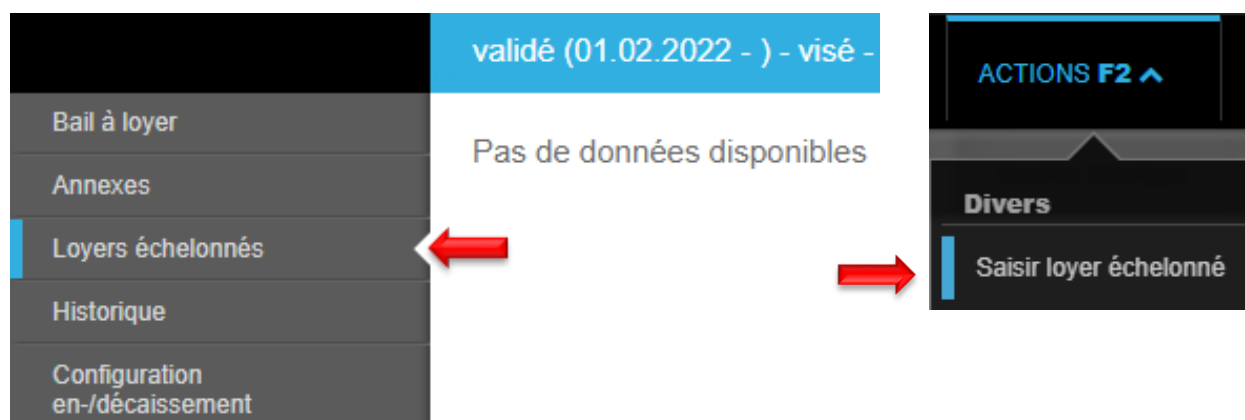 validé (01.02.2022 - ) - visé -
Bail à loyer
Annexes
Loyers échelonnés
Historique
Configuration
en-/décaissement
Pas de données disponibles
ACTIONS F2
Divers
Saisir loyer échelonné